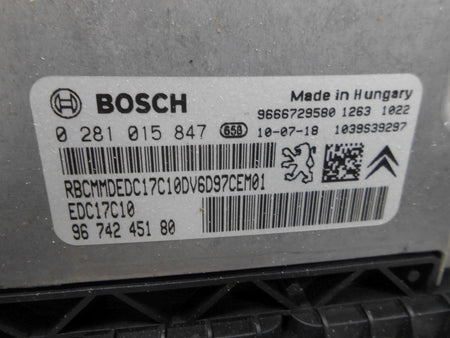 BOSCH
Made in Hungary
9666729580 1263 1022
0 281 015 847 658 10-07-18 1039S39297
RBCMMDEDC17C10DV6D97CEM01
EDC17C10
96 742 451 80